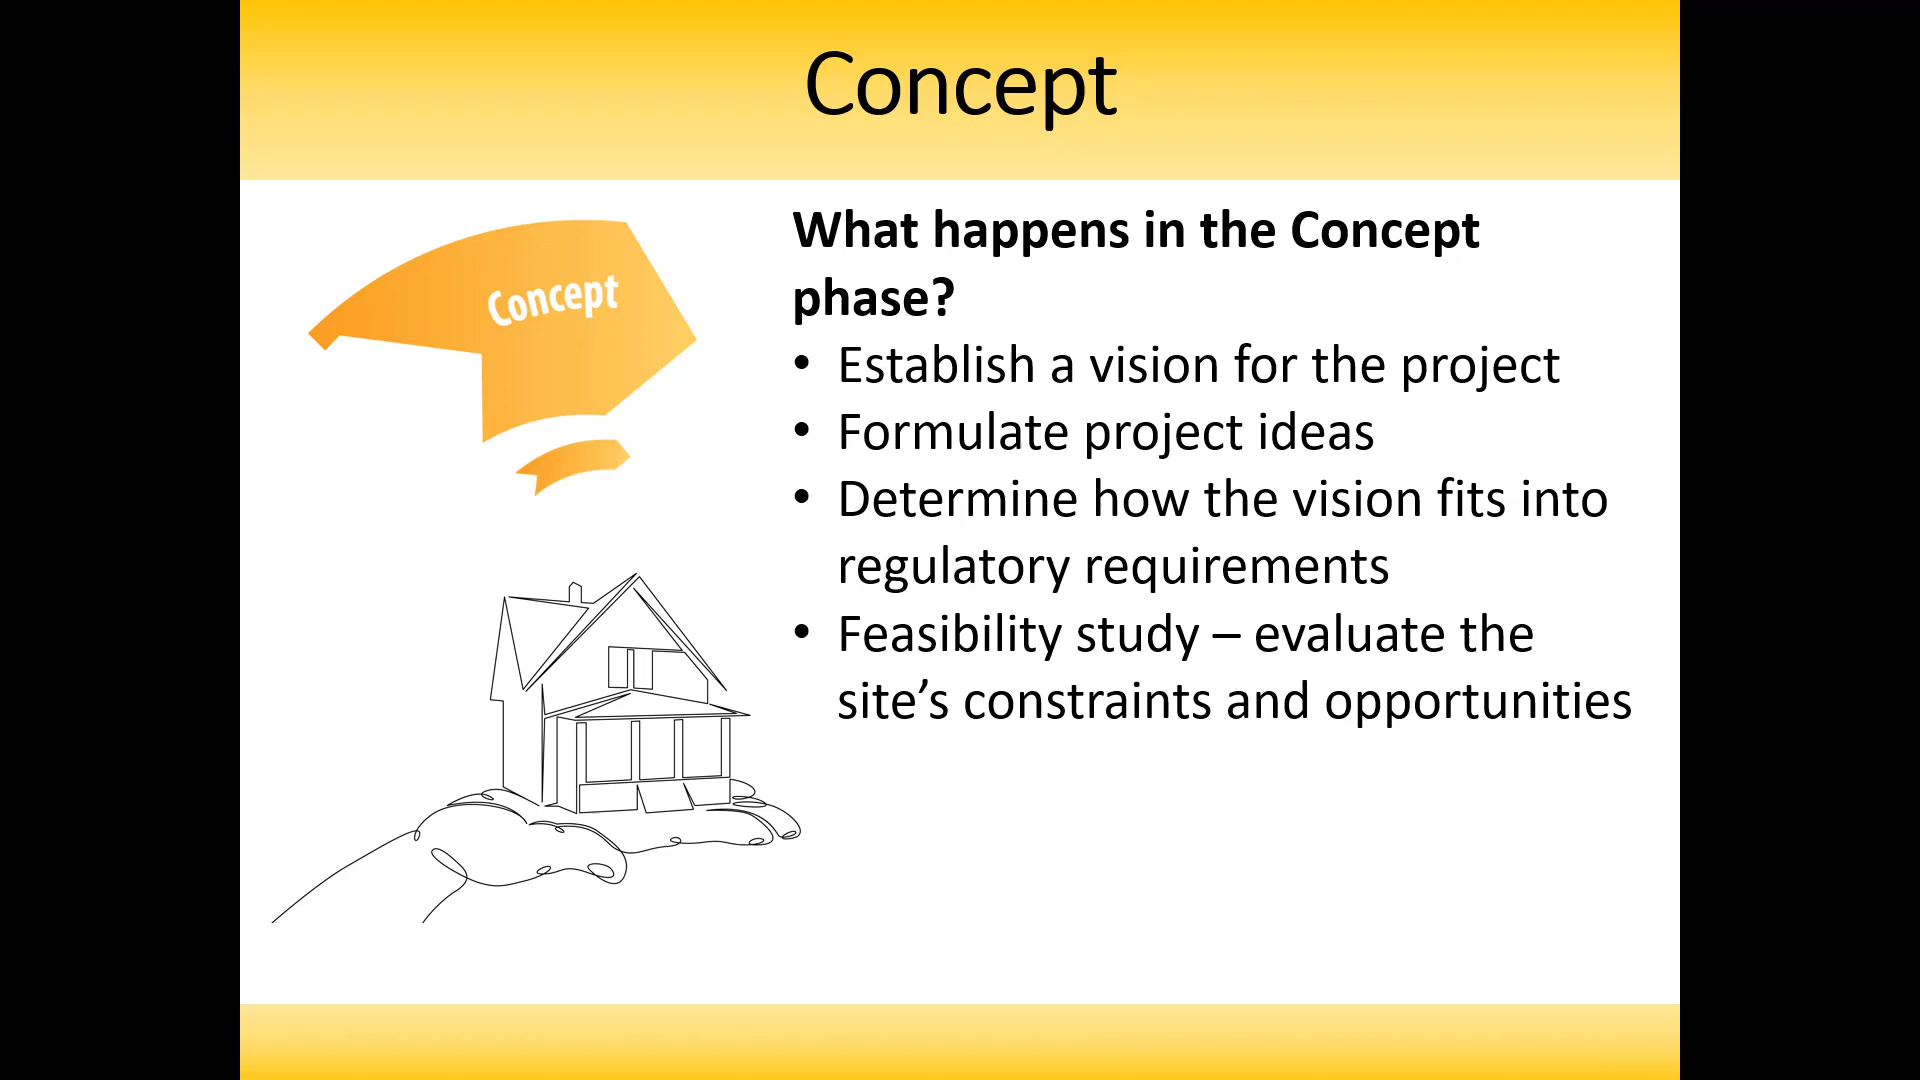 Concept
Concept
What happens in the Concept
phase?
• Establish a vision for the project
• Formulate project ideas
• Determine how the vision fits into
regulatory requirements
• Feasibility study – evaluate the
site’s constraints and opportunities